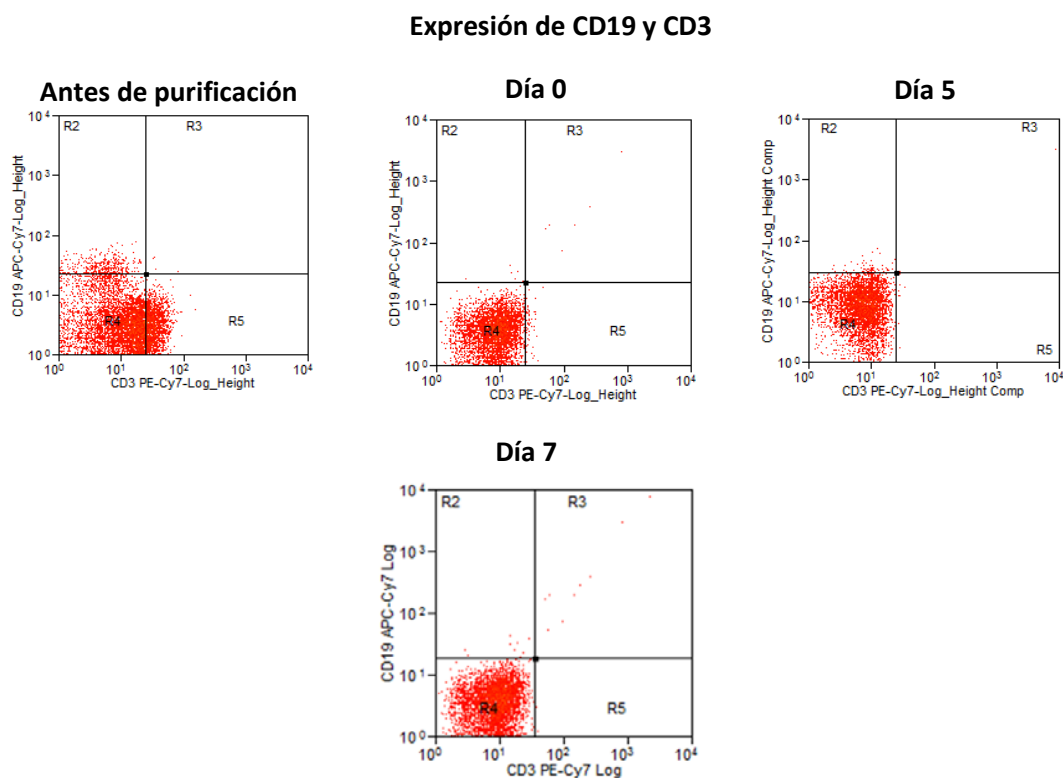 Expresión de CD19 y CD3
Antes de purificación
10⁴
R2
R3
10³
10²
10¹
10⁰
R4
R5
10⁰
10¹
10²
10³
10⁴
CD19 APC-Cy7-Log_Height
CD3 PE-Cy7-Log_Height
Día 0
10⁴
R2
R3
10³
10²
10¹
10⁰
R4
R5
10⁰
10¹
10²
10³
10⁴
CD19 APC-Cy7-Log_Height
CD3 PE-Cy7-Log_Height
Día 5
10⁴
R2
R3
10³
10²
10¹
10⁰
R4
R5
10⁰
10¹
10²
10³
10⁴
CD19 APC-Cy7-Log_Height Comp
CD3 PE-Cy7-Log_Height Comp
Día 7
10⁴
R2
R3
10³
10²
10¹
10⁰
R4
R5
10⁰
10¹
10²
10³
10⁴
CD19 APC-Cy7 Log
CD3 PE-Cy7 Log